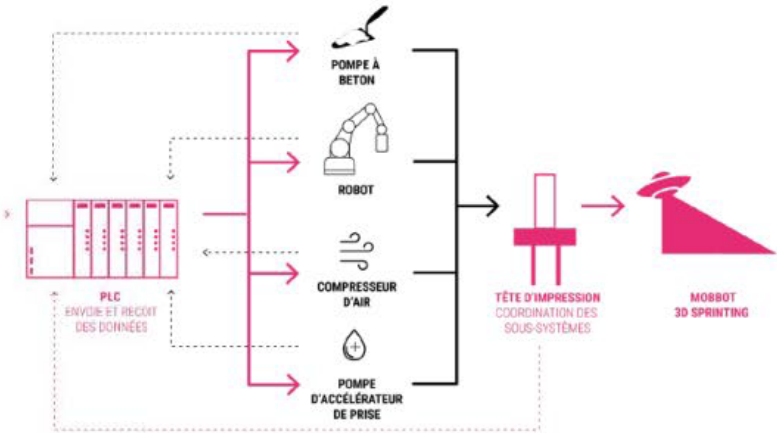 POMPE À
BETON
ROBOT
COMPRESSEUR
D'AIR
POMPE
D'ACCÉLÉRATEUR
DE PRISE
PLC
ENVOIE ET RECOIT
DES DONNÉES
TÊTE D'IMPRESSION
COORDINATION DES
SOUS-SYSTÈMES
MOBBOT
3D SPRINTING